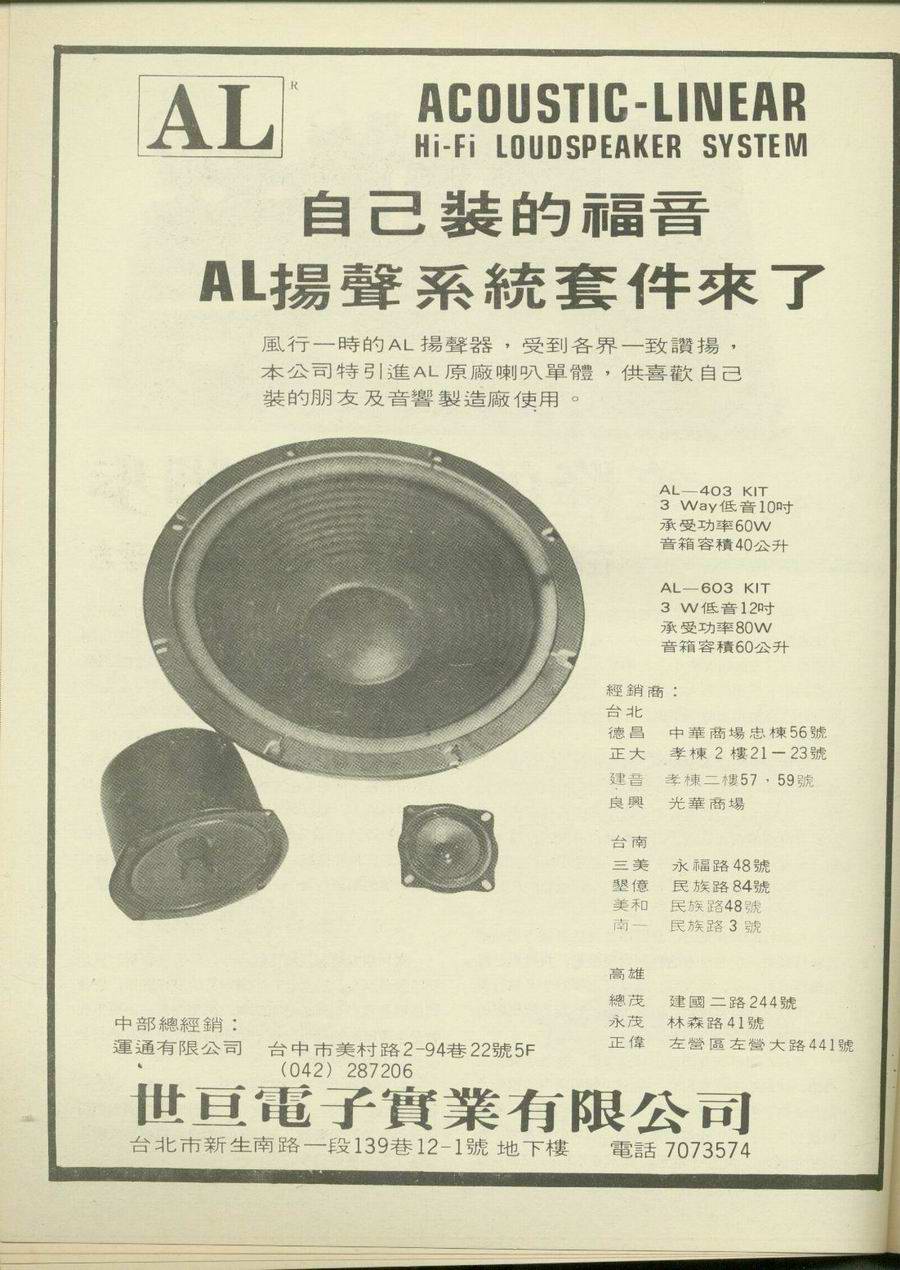 AL®
ACOUSTIC-LINEAR
Hi-Fi LOUDSPEAKER SYSTEM
自己裝的福音
AL揚聲系統套件來了
風行一時的AL揚聲器，受到各界一致讚揚，
本公司特引進AL原廠喇叭單體，供喜歡自己
裝的朋友及音響製造廠使用。
AL—403 KIT
3 Way低音10吋
承受功率60W
音箱容積40公升
AL—603 KIT
3 W低音12吋
承受功率80W
音箱容積60公升
經銷商：
台北
德昌 中華商場忠棟56號
正大 孝棟2樓21－23號
建音 孝棟二樓57，59號
良興 光華商場
台南
三美 永福路48號
墾億 民族路84號
美和 民族路48號
南一 民族路3號
高雄
總茂 建國二路244號
永茂 林森路41號
正偉 左營區左營大路441號
中部總經銷：
運通有限公司 台中市美村路2-94巷22號5F
(042) 287206
世亘電子實業有限公司
台北市新生南路一段139巷12-1號 地下樓 電話 7073574